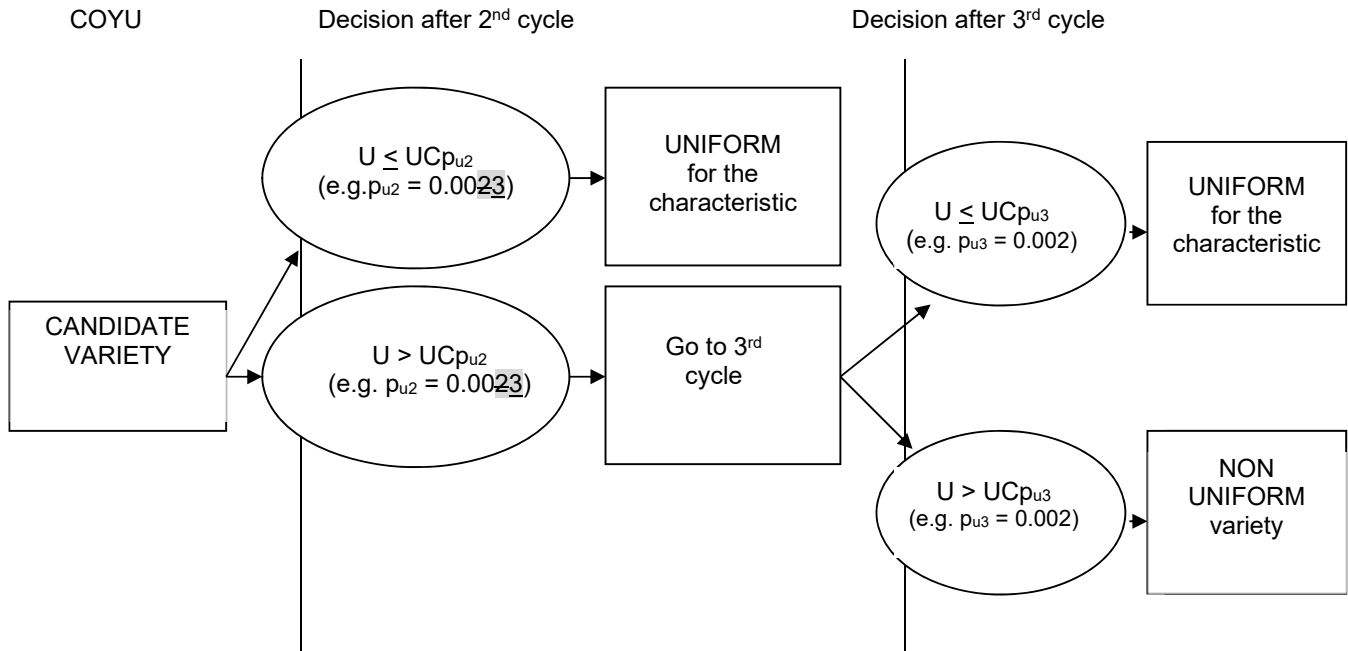 COYU
Decision after 2nd cycle
Decision after 3rd cycle
U ≤ UCpu2
(e.g.pu2 = 0.0023)
UNIFORM
for the
characteristic
U ≤ UCpu3
(e.g. pu3 = 0.002)
UNIFORM
for the
characteristic
CANDIDATE
VARIETY
U > UCpu2
(e.g. pu2 = 0.0023)
Go to 3rd
cycle
U > UCpu3
(e.g. pu3 = 0.002)
NON
UNIFORM
variety